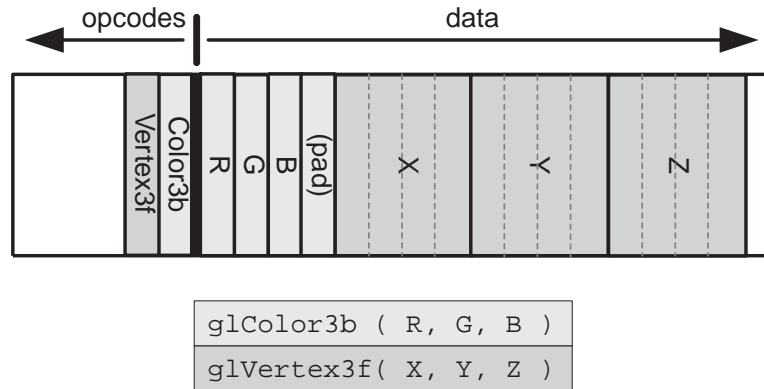 opcodes data
Vertex3f Color3b R G B (pad) X Y Z
glColor3b ( R, G, B )
glVertex3f( X, Y, Z )